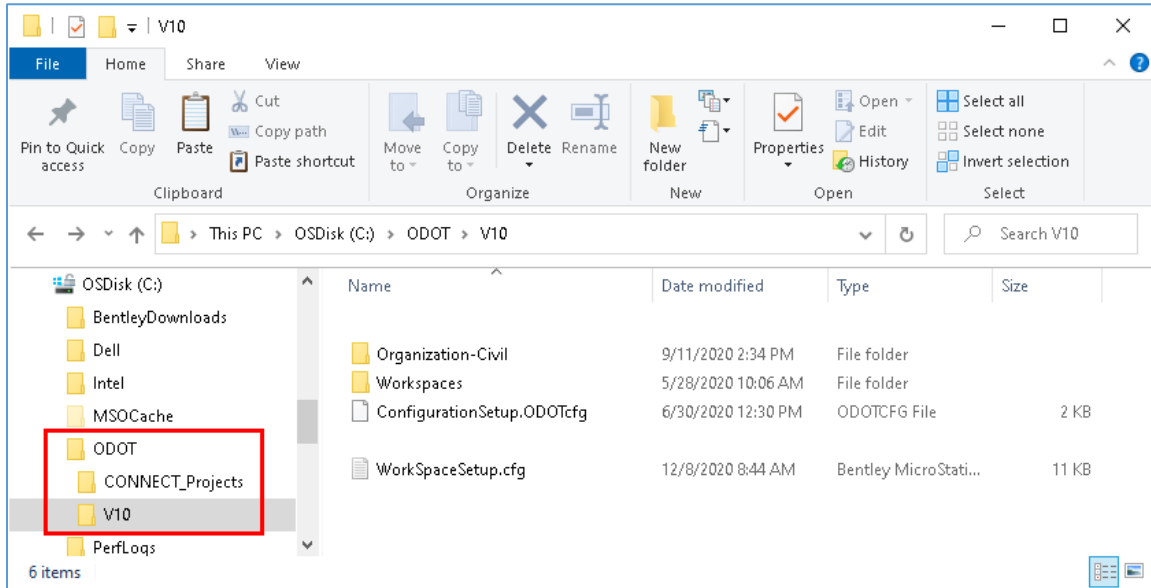 V10
File Home Share View
Pin to Quick access
Copy
Paste
Cut
Copy path
Paste shortcut
Clipboard
Move to
Copy to
Delete
Rename
Organize
New folder
New
Properties
Open
Edit
History
Open
Select all
Select none
Invert selection
Select
This PC > OSDisk (C:) > ODOT > V10
Search V10
OSDisk (C:)
BentleyDownloads
Dell
Intel
MSOCache
ODOT
CONNECT_Projects
V10
PerfLogs
Name Date modified Type Size
Organization-Civil 9/11/2020 2:34 PM File folder
Workspaces 5/28/2020 10:06 AM File folder
ConfigurationSetup.ODOTcfg 6/30/2020 12:30 PM ODOTCFG File 2 KB
WorkSpaceSetup.cfg 12/8/2020 8:44 AM Bentley MicroStati... 11 KB
6 items